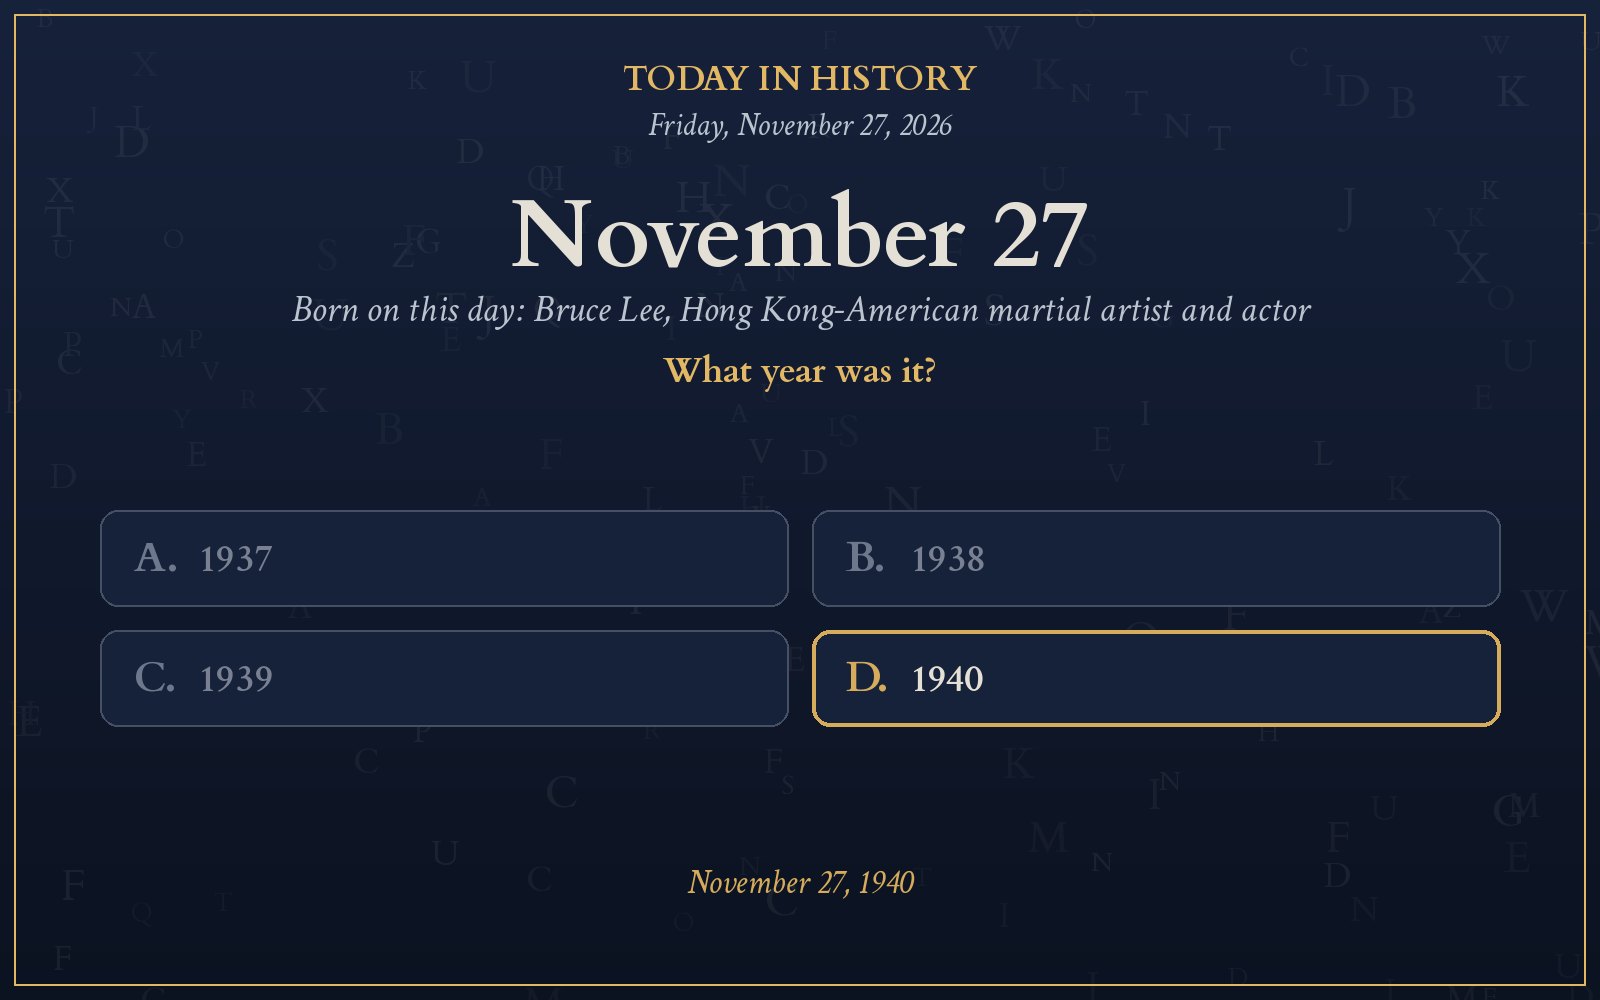 TODAY IN HISTORY
Friday, November 27, 2026
November 27
Born on this day: Bruce Lee, Hong Kong-American martial artist and actor
What year was it?
A. 1937
B. 1938
C. 1939
D. 1940
November 27, 1940